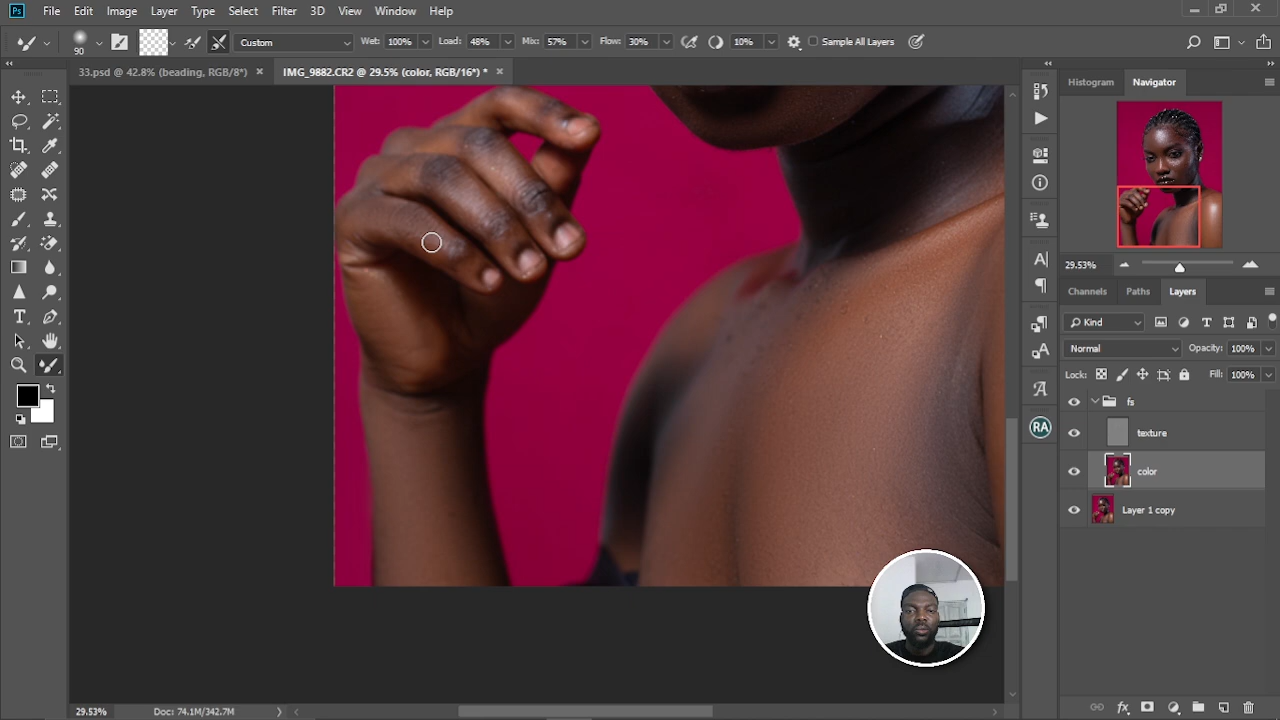 Ps File Edit Image Layer Type Select Filter 3D View Window Help
90 Custom Wet: 100% Load: 48% Mix: 57% Flow: 30% 10% Sample All Layers
33.psd @ 42.8% (beading, RGB/8*) × IMG_9882.CR2 @ 29.5% (color, RGB/16*) * ×
Histogram Navigator
29.53%
Channels Paths Layers
Kind
Normal Opacity: 100%
Lock: Fill: 100%
fs
texture
color
Layer 1 copy
RA
29.53% Doc: 74.1M/342.7M